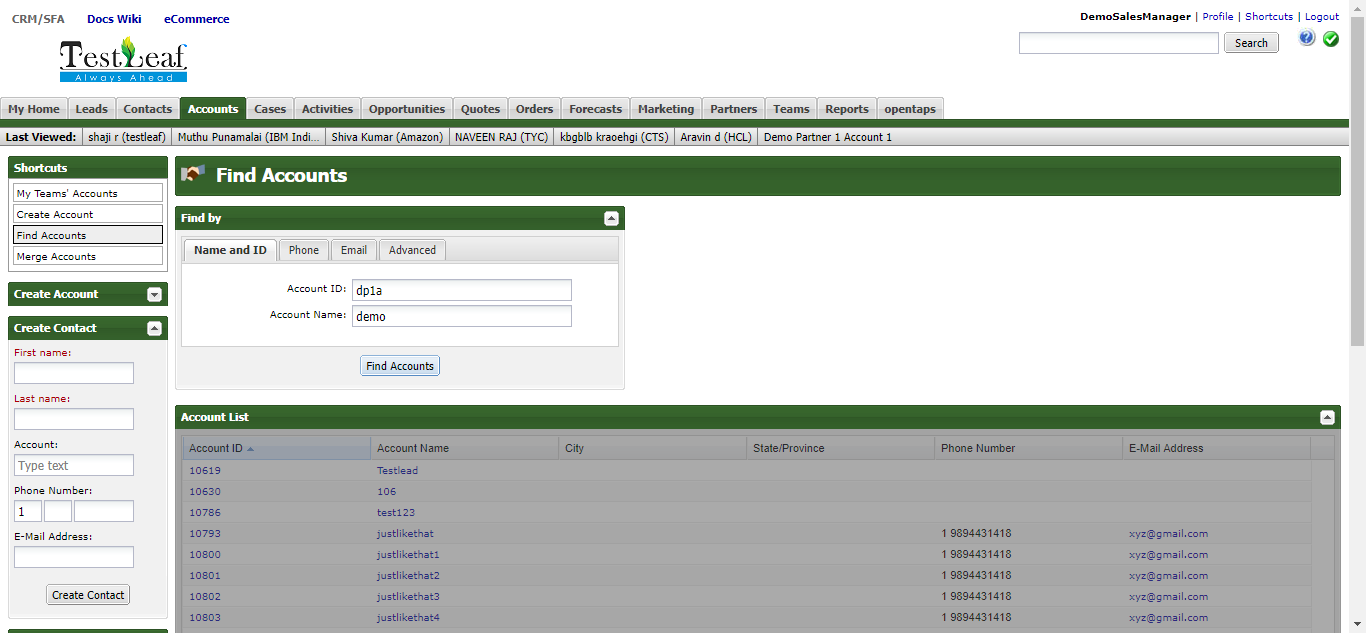 CRM/SFA Docs Wiki eCommerce
DemoSalesManager | Profile | Shortcuts | Logout
TestLeaf
Always Ahead
Search
My Home Leads Contacts Accounts Cases Activities Opportunities Quotes Orders Forecasts Marketing Partners Teams Reports opentaps
Last Viewed: shaji r (testleaf) Muthu Punamalai (IBM Indi... Shiva Kumar (Amazon) NAVEEN RAJ (TYC) kbgblb kraoehgi (CTS) Aravin d (HCL) Demo Partner 1 Account 1
Shortcuts
My Teams' Accounts
Create Account
Find Accounts
Merge Accounts
Create Account
Create Contact
First name:
Last name:
Account:
Type text
Phone Number:
1
E-Mail Address:
Create Contact
Find Accounts
Find by
Name and ID Phone Email Advanced
Account ID: dp1a
Account Name: demo
Find Accounts
Account List
Account ID Account Name City State/Province Phone Number E-Mail Address
10619 Testlead
10630 106
10786 test123
10793 justlikethat 1 9894431418 xyz@gmail.com
10800 justlikethat1 1 9894431418 xyz@gmail.com
10801 justlikethat2 1 9894431418 xyz@gmail.com
10802 justlikethat3 1 9894431418 xyz@gmail.com
10803 justlikethat4 1 9894431418 xyz@gmail.com